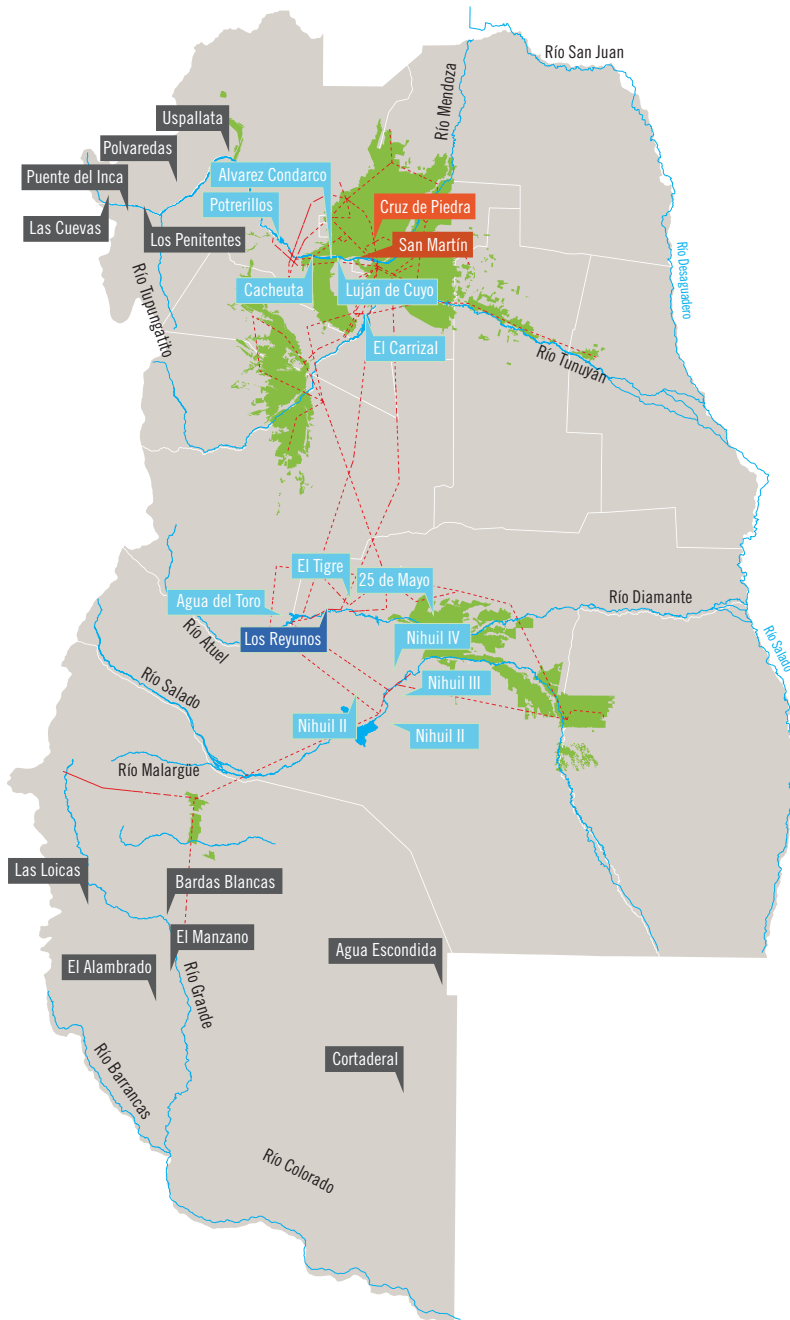 Río San Juan
Río Mendoza
Uspallata
Polvaredas
Puente del Inca
Las Cuevas
Los Penitentes
Alvarez Condarco
Potrerillos
Cruz de Piedra
San Martín
Río Tupungatito
Cacheuta
Luján de Cuyo
Río Desaguadero
El Carrizal
Río Tunuyán
El Tigre
25 de Mayo
Agua del Toro
Río Diamante
Río Atuel
Los Reyunos
Nihuil IV
Río Salado
Río Salado
Nihuil III
Nihuil II
Nihuil II
Río Malargüe
Las Loicas
Bardas Blancas
El Manzano
Agua Escondida
El Alambrado
Río Grande
Río Barrancas
Cortaderal
Río Colorado